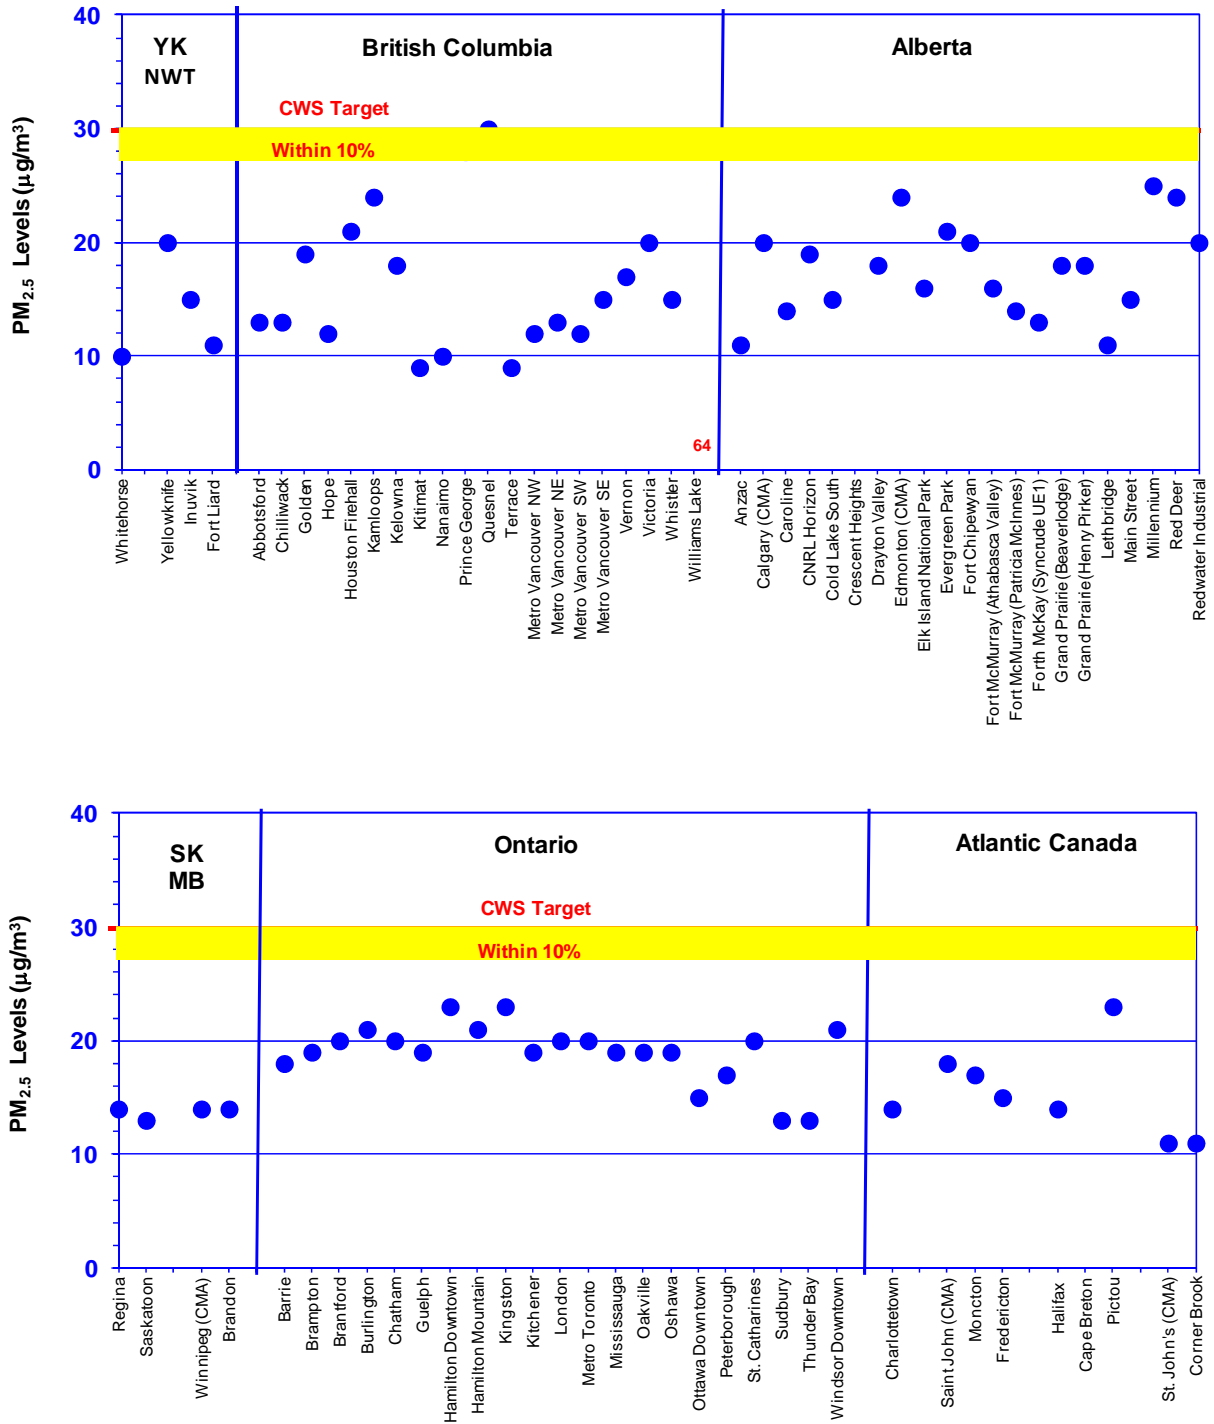 40
YK
NWT
British Columbia
Alberta
CWS Target
30
Within 10%
PM2.5 Levels (µg/m³)
20
10
64
0
Whitehorse
Yellowknife
Inuvik
Fort Liard
Abbotsford
Chilliwack
Golden
Hope
Houston Firehall
Kamloops
Kelowna
Kitimat
Nanaimo
Prince George
Quesnel
Terrace
Metro Vancouver NW
Metro Vancouver NE
Metro Vancouver SW
Metro Vancouver SE
Vernon
Victoria
Whistler
Williams Lake
Anzac
Calgary (CMA)
Caroline
CNRL Horizon
Cold Lake South
Crescent Heights
Drayton Valley
Edmonton (CMA)
Elk Island National Park
Evergreen Park
Fort Chipewyan
Fort McMurray (Athabasca Valley)
Fort McMurray (Patricia McInnes)
Forth McKay (Syncrude UE1)
Grand Prairie (Beaverlodge)
Grand Prairie (Henry Pirker)
Lethbridge
Main Street
Millennium
Red Deer
Redwater Industrial
40
SK
MB
Ontario
Atlantic Canada
CWS Target
30
Within 10%
PM2.5 Levels (µg/m³)
20
10
0
Regina
Saskatoon
Winnipeg (CMA)
Brandon
Barrie
Brampton
Brantford
Burlington
Chatham
Guelph
Hamilton Downtown
Hamilton Mountain
Kingston
Kitchener
London
Metro Toronto
Mississauga
Oakville
Oshawa
Ottawa Downtown
Peterborough
St. Catharines
Sudbury
Thunder Bay
Windsor Downtown
Charlottetown
Saint John (CMA)
Moncton
Fredericton
Halifax
Cape Breton
Pictou
St. John's (CMA)
Corner Brook